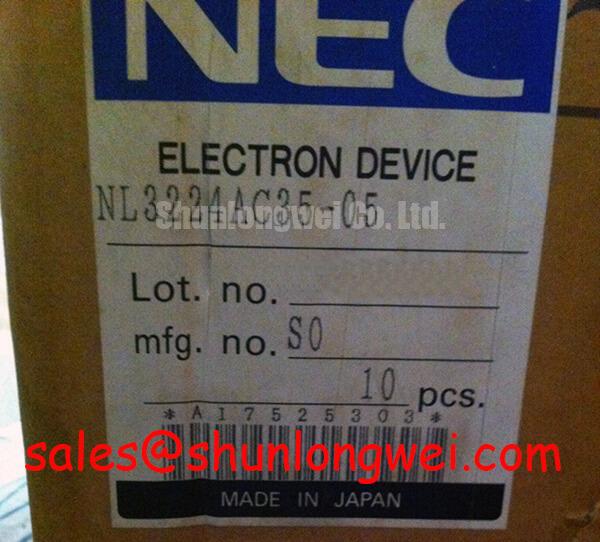 NEC
ELECTRON DEVICE
NL3224AC35-05
Shunlongwei Co. Ltd.
Lot. no.
mfg. no. S0
10 pcs.
*A17525303*
sales@shunlongwei.com
MADE IN JAPAN